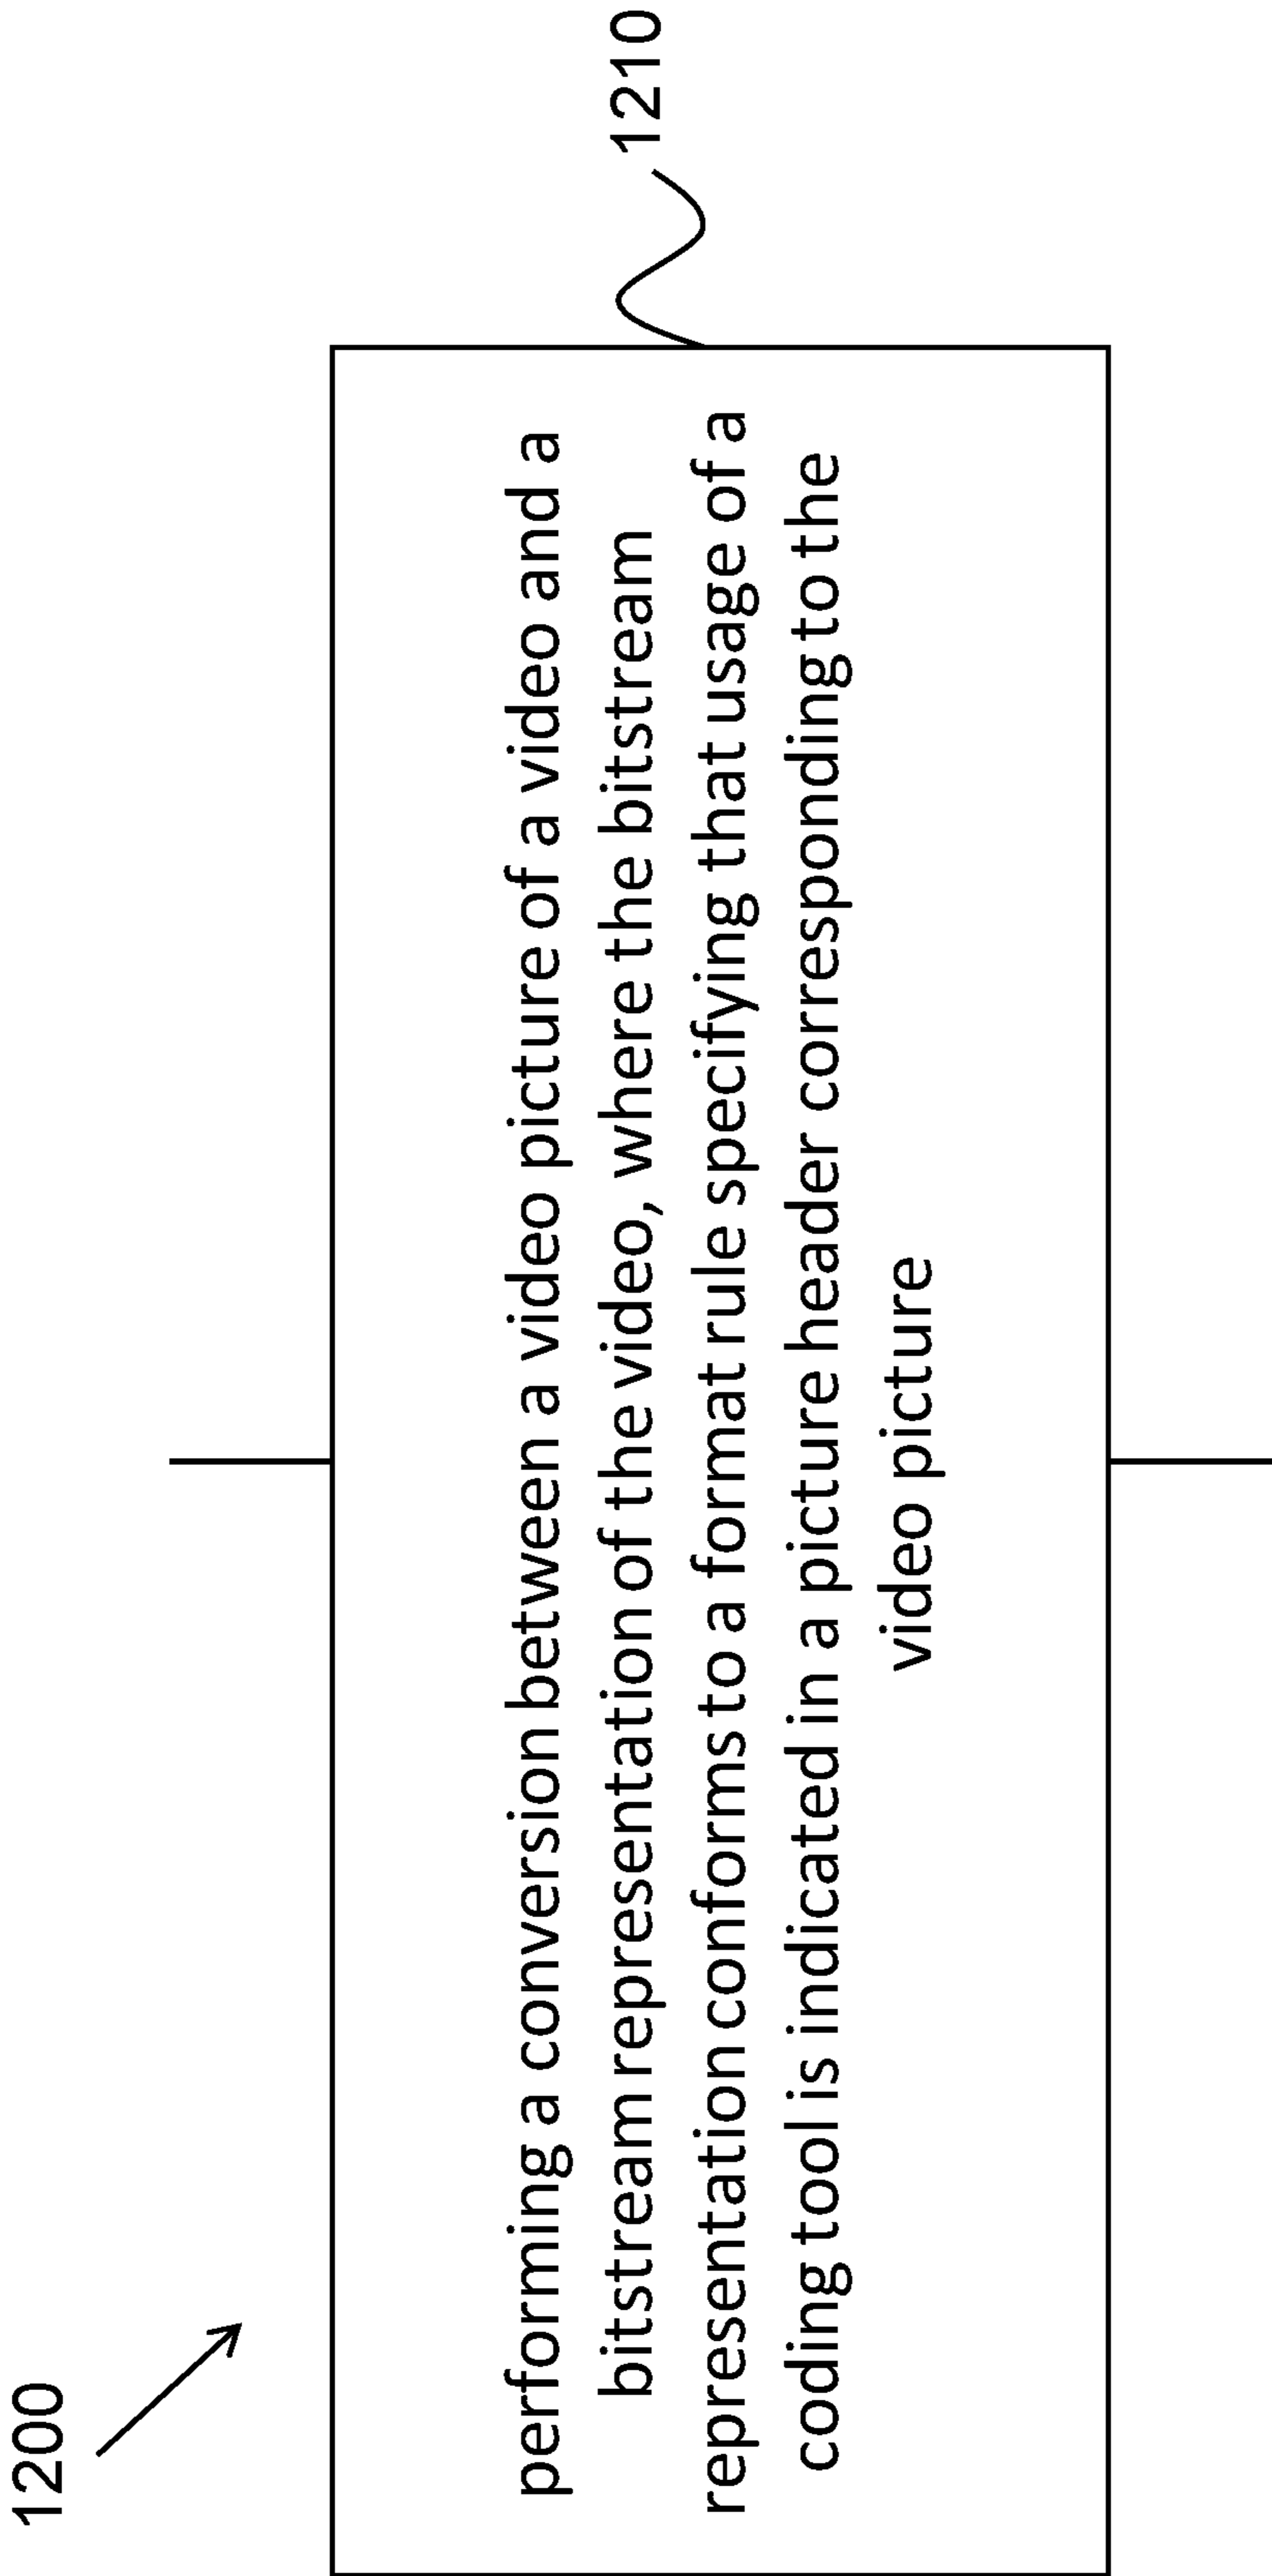 1200
performing a conversion between a video picture of a video and a
bitstream representation of the video, where the bitstream
representation conforms to a format rule specifying that usage of a
coding tool is indicated in a picture header corresponding to the
video picture
1210